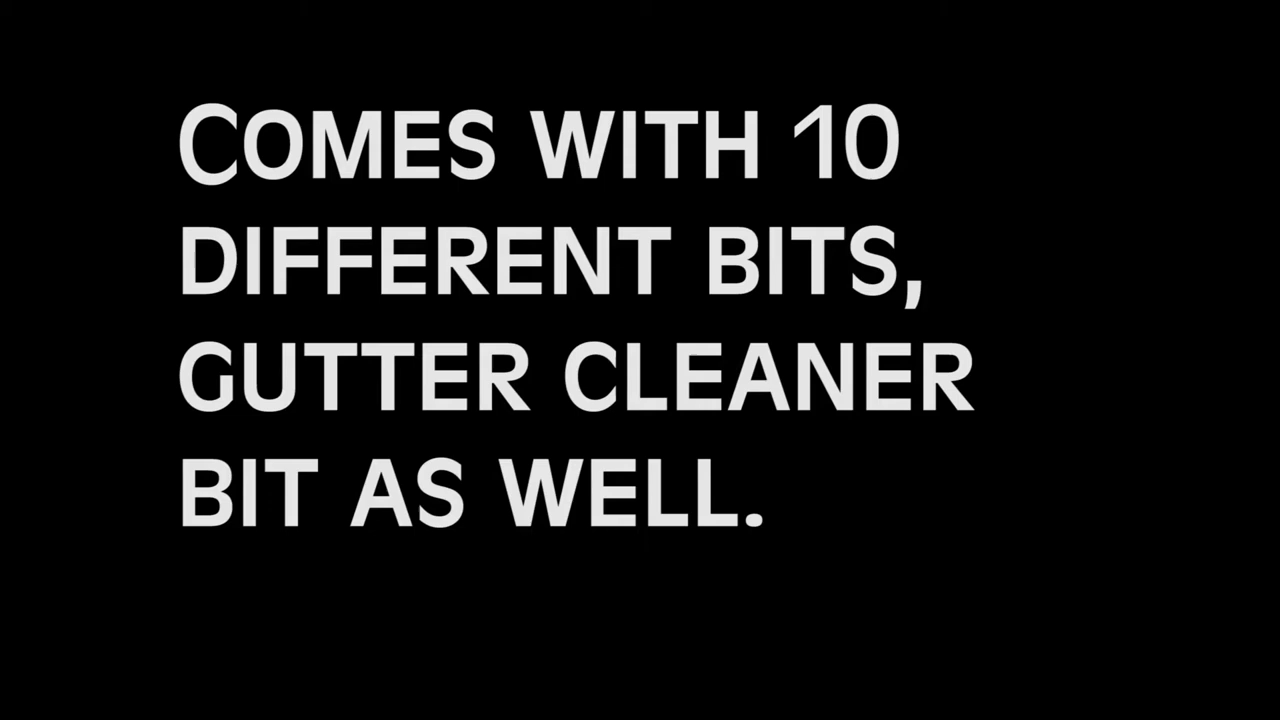 Comes with 10
different bits,
gutter cleaner
bit as well.